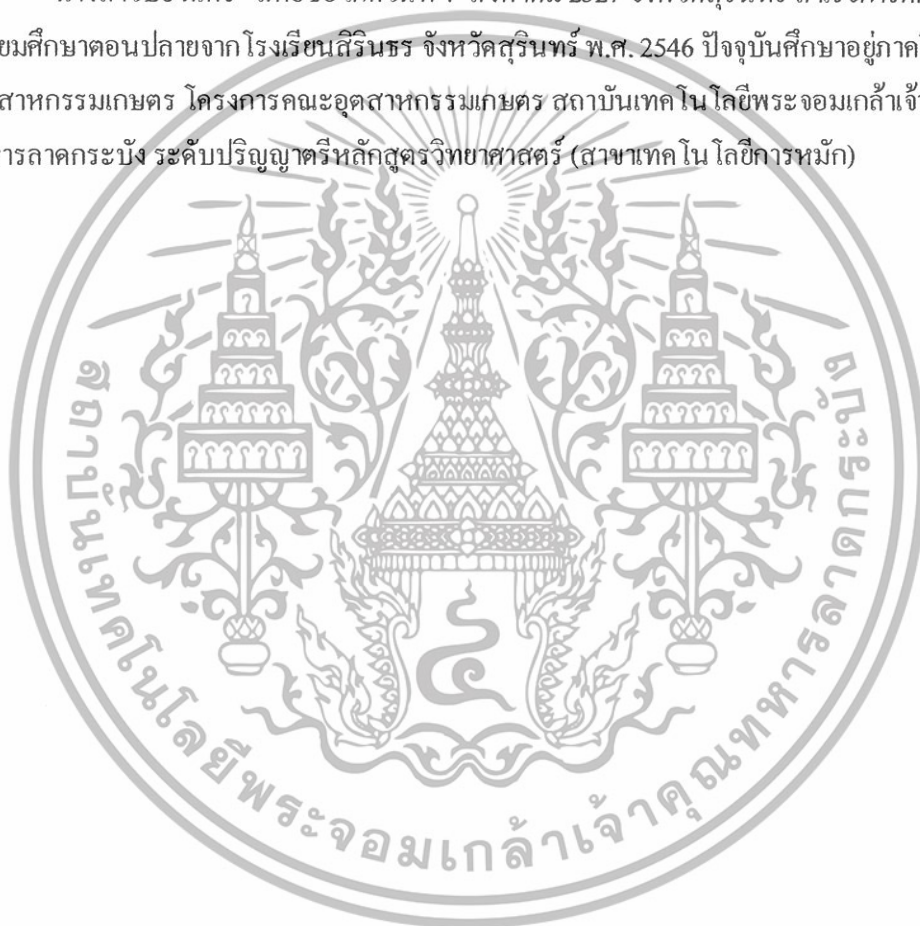 2527
ยมศึกษาตอนปลายจากโรงเรียนสิรินธร จังหวัดสุรินทร์ พ.ศ. 2546 ปัจจุบันศึกษาอยู่ภาค
สาหกรรมเกษตร โครงการคณะอุตสาหกรรมเกษตร สถาบันเทคโนโลยีพระจอมเกล้าเจ้า
ารลาดกระบัง ระดับปริญญาตรีหลักสูตรวิทยาศาสตร์ (สาขาเทคโนโลยีการหมัก)
สถาบันเทคโนโลยีพระจอมเกล้าเจ้าคุณทหารลาดกระบัง
๔